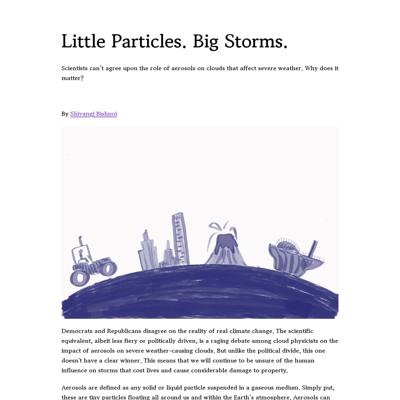 Little Particles. Big Storms.
Scientists can't agree upon the role of aerosols on clouds that affect severe weather. Why does it
matter?
By Shivangi Bishnoi
Democrats and Republicans disagree on the reality of real climate change. The scientific
equivalent, albeit less fiery or politically driven, is a raging debate among cloud physicists on the
impact of aerosols on severe weather-causing clouds. But unlike the political divide, this one
doesn't have a clear winner. This means that we will continue to be unsure of the human
influence on storms that cost lives and cause considerable damage to property.
Aerosols are defined as any solid or liquid particle suspended in a gaseous medium. Simply put,
these are tiny particles floating all around us and within the Earth's atmosphere. Aerosols can